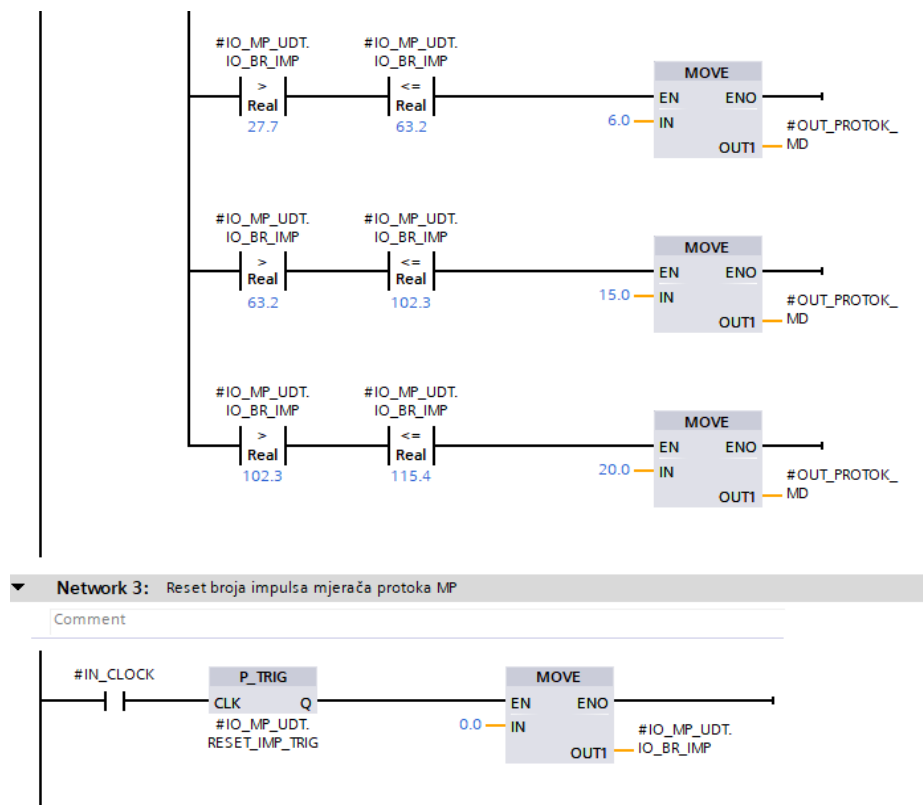 #IO_MP_UDT. #IO_MP_UDT.
IO_BR_IMP IO_BR_IMP
MOVE
> <=
EN ENO
Real Real
27.7 63.2
6.0 IN
#OUT_PROTOK_
OUT1 MD
#IO_MP_UDT. #IO_MP_UDT.
IO_BR_IMP IO_BR_IMP
MOVE
> <=
EN ENO
Real Real
63.2 102.3
15.0 IN
#OUT_PROTOK_
OUT1 MD
#IO_MP_UDT. #IO_MP_UDT.
IO_BR_IMP IO_BR_IMP
MOVE
> <=
EN ENO
Real Real
102.3 115.4
20.0 IN
#OUT_PROTOK_
OUT1 MD
Network 3: Reset broja impulsa mjerača protoka MP
Comment
#IN_CLOCK P_TRIG MOVE
CLK Q EN ENO
#IO_MP_UDT. 0.0 IN #IO_MP_UDT.
RESET_IMP_TRIG OUT1 IO_BR_IMP